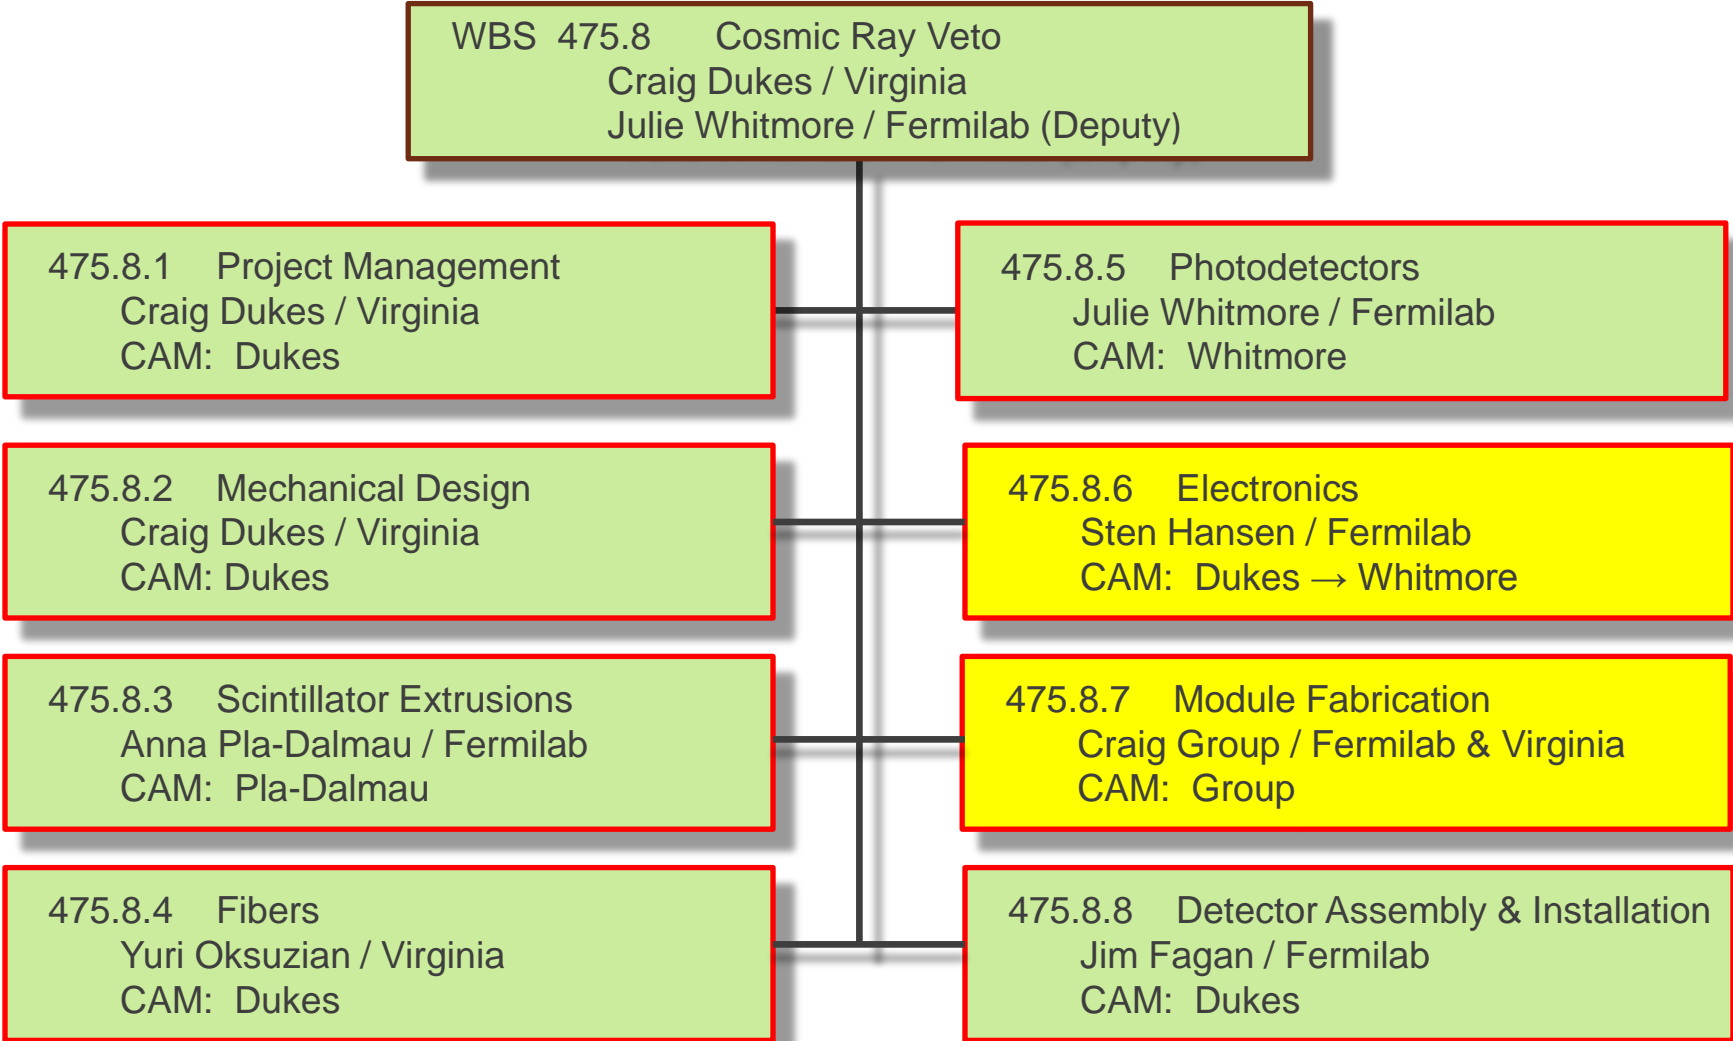 WBS 475.8 Cosmic Ray Veto
Craig Dukes / Virginia
Julie Whitmore / Fermilab (Deputy)
475.8.1 Project Management
Craig Dukes / Virginia
CAM: Dukes
475.8.2 Mechanical Design
Craig Dukes / Virginia
CAM: Dukes
475.8.3 Scintillator Extrusions
Anna Pla-Dalmau / Fermilab
CAM: Pla-Dalmau
475.8.4 Fibers
Yuri Oksuzian / Virginia
CAM: Dukes
475.8.5 Photodetectors
Julie Whitmore / Fermilab
CAM: Whitmore
475.8.6 Electronics
Sten Hansen / Fermilab
CAM: Dukes → Whitmore
475.8.7 Module Fabrication
Craig Group / Fermilab & Virginia
CAM: Group
475.8.8 Detector Assembly & Installation
Jim Fagan / Fermilab
CAM: Dukes